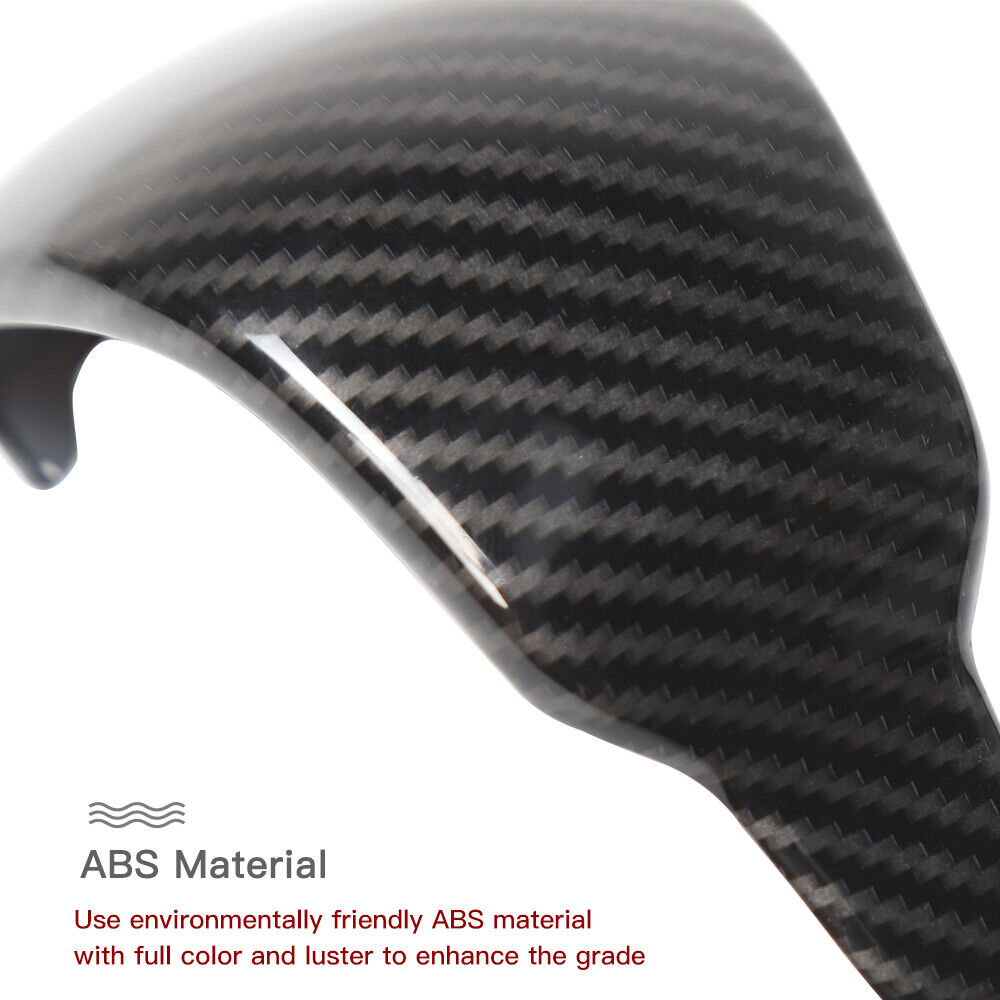 ABS Material
Use environmentally friendly ABS material
with full color and luster to enhance the grade